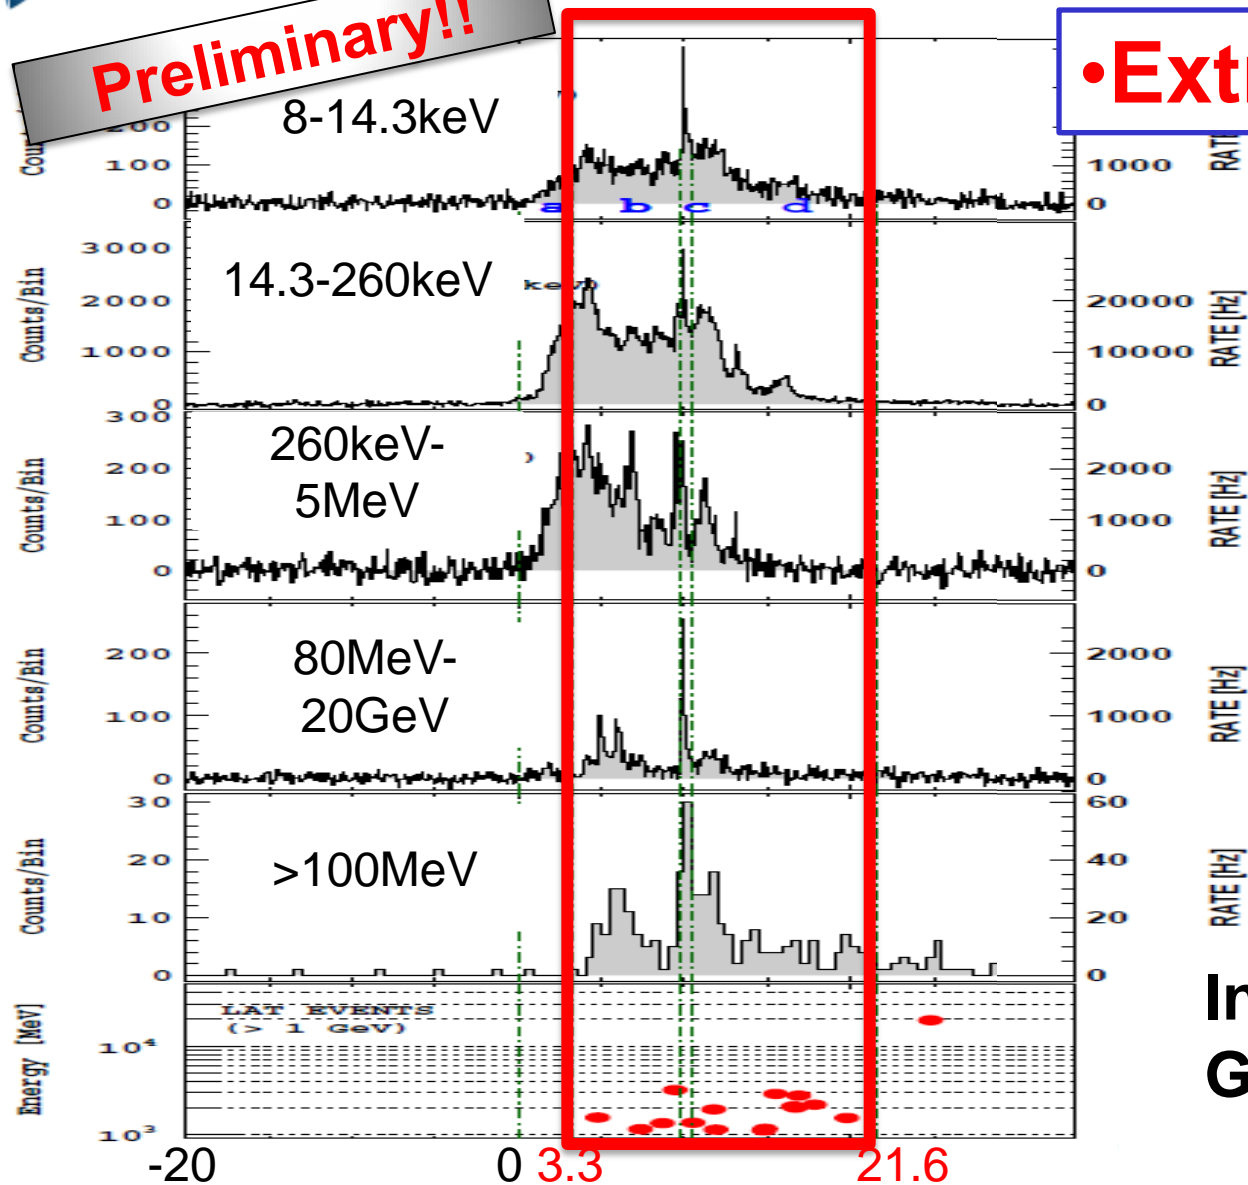 Preliminary!!
•Extr
8-14.3keV
200
100
0
1000
0
a b c d
Counts/Bin
14.3-260keV
keV)
3000
2000
1000
0
20000
10000
0
RATE[Hz]
Counts/Bin
260keV-
5MeV
)
300
200
100
0
2000
1000
0
RATE[Hz]
Counts/Bin
80MeV-
20GeV
200
100
0
2000
1000
0
RATE[Hz]
Counts/Bin
>100MeV
30
20
10
0
60
40
20
0
RATE[Hz]
Energy [MeV]
LAT EVENTS
(> 1 GeV)
10⁴
10³
In
G
-20 0 3.3 21.6